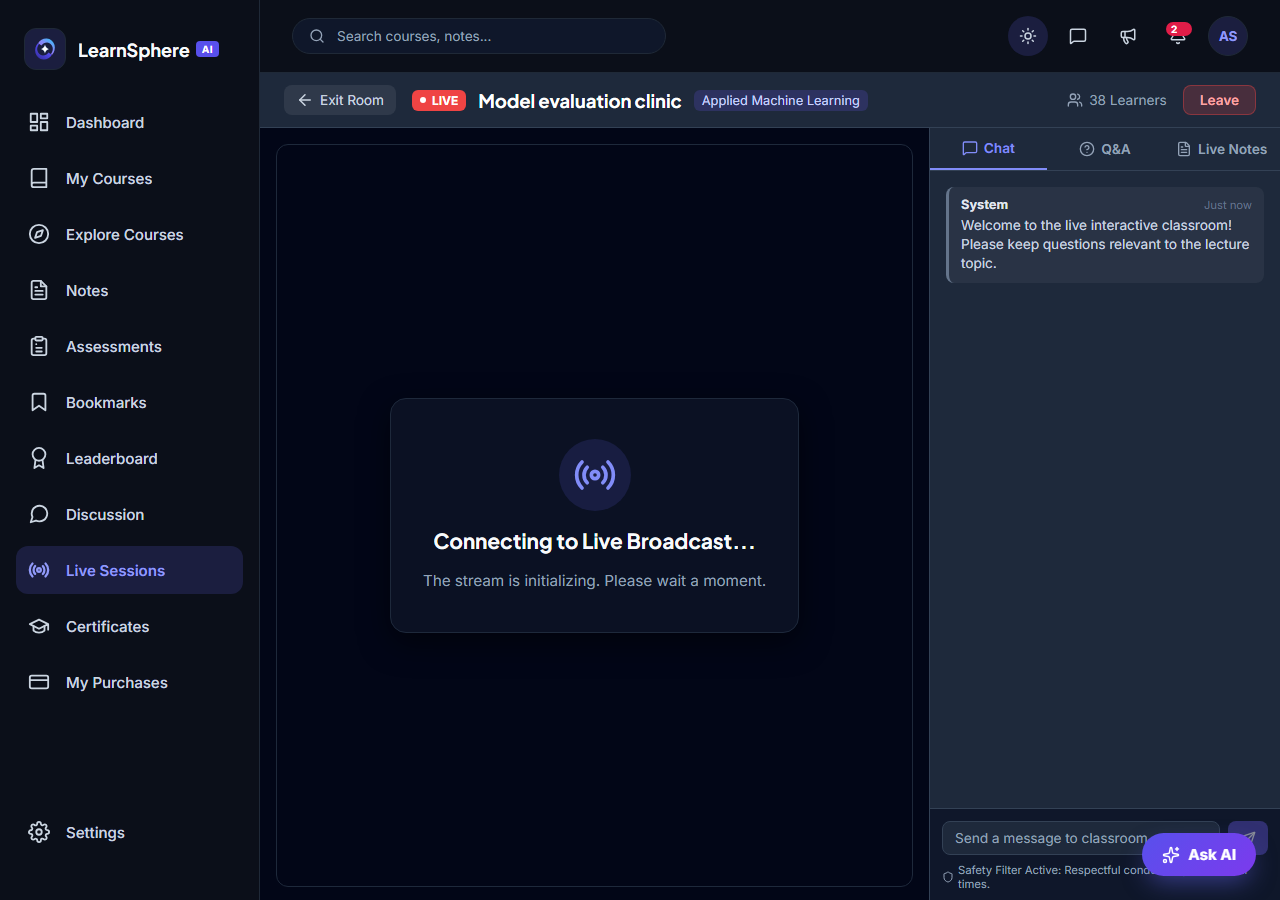 LearnSphere AI
Search courses, notes...
2
AS
Dashboard
My Courses
Explore Courses
Notes
Assessments
Bookmarks
Leaderboard
Discussion
Live Sessions
Certificates
My Purchases
Settings
Exit Room
LIVE
Model evaluation clinic
Applied Machine Learning
38 Learners
Leave
Connecting to Live Broadcast...
The stream is initializing. Please wait a moment.
Chat
Q&A
Live Notes
System
Just now
Welcome to the live interactive classroom!
Please keep questions relevant to the lecture
topic.
Send a message to classroom
Ask AI
Safety Filter Active: Respectful
times.